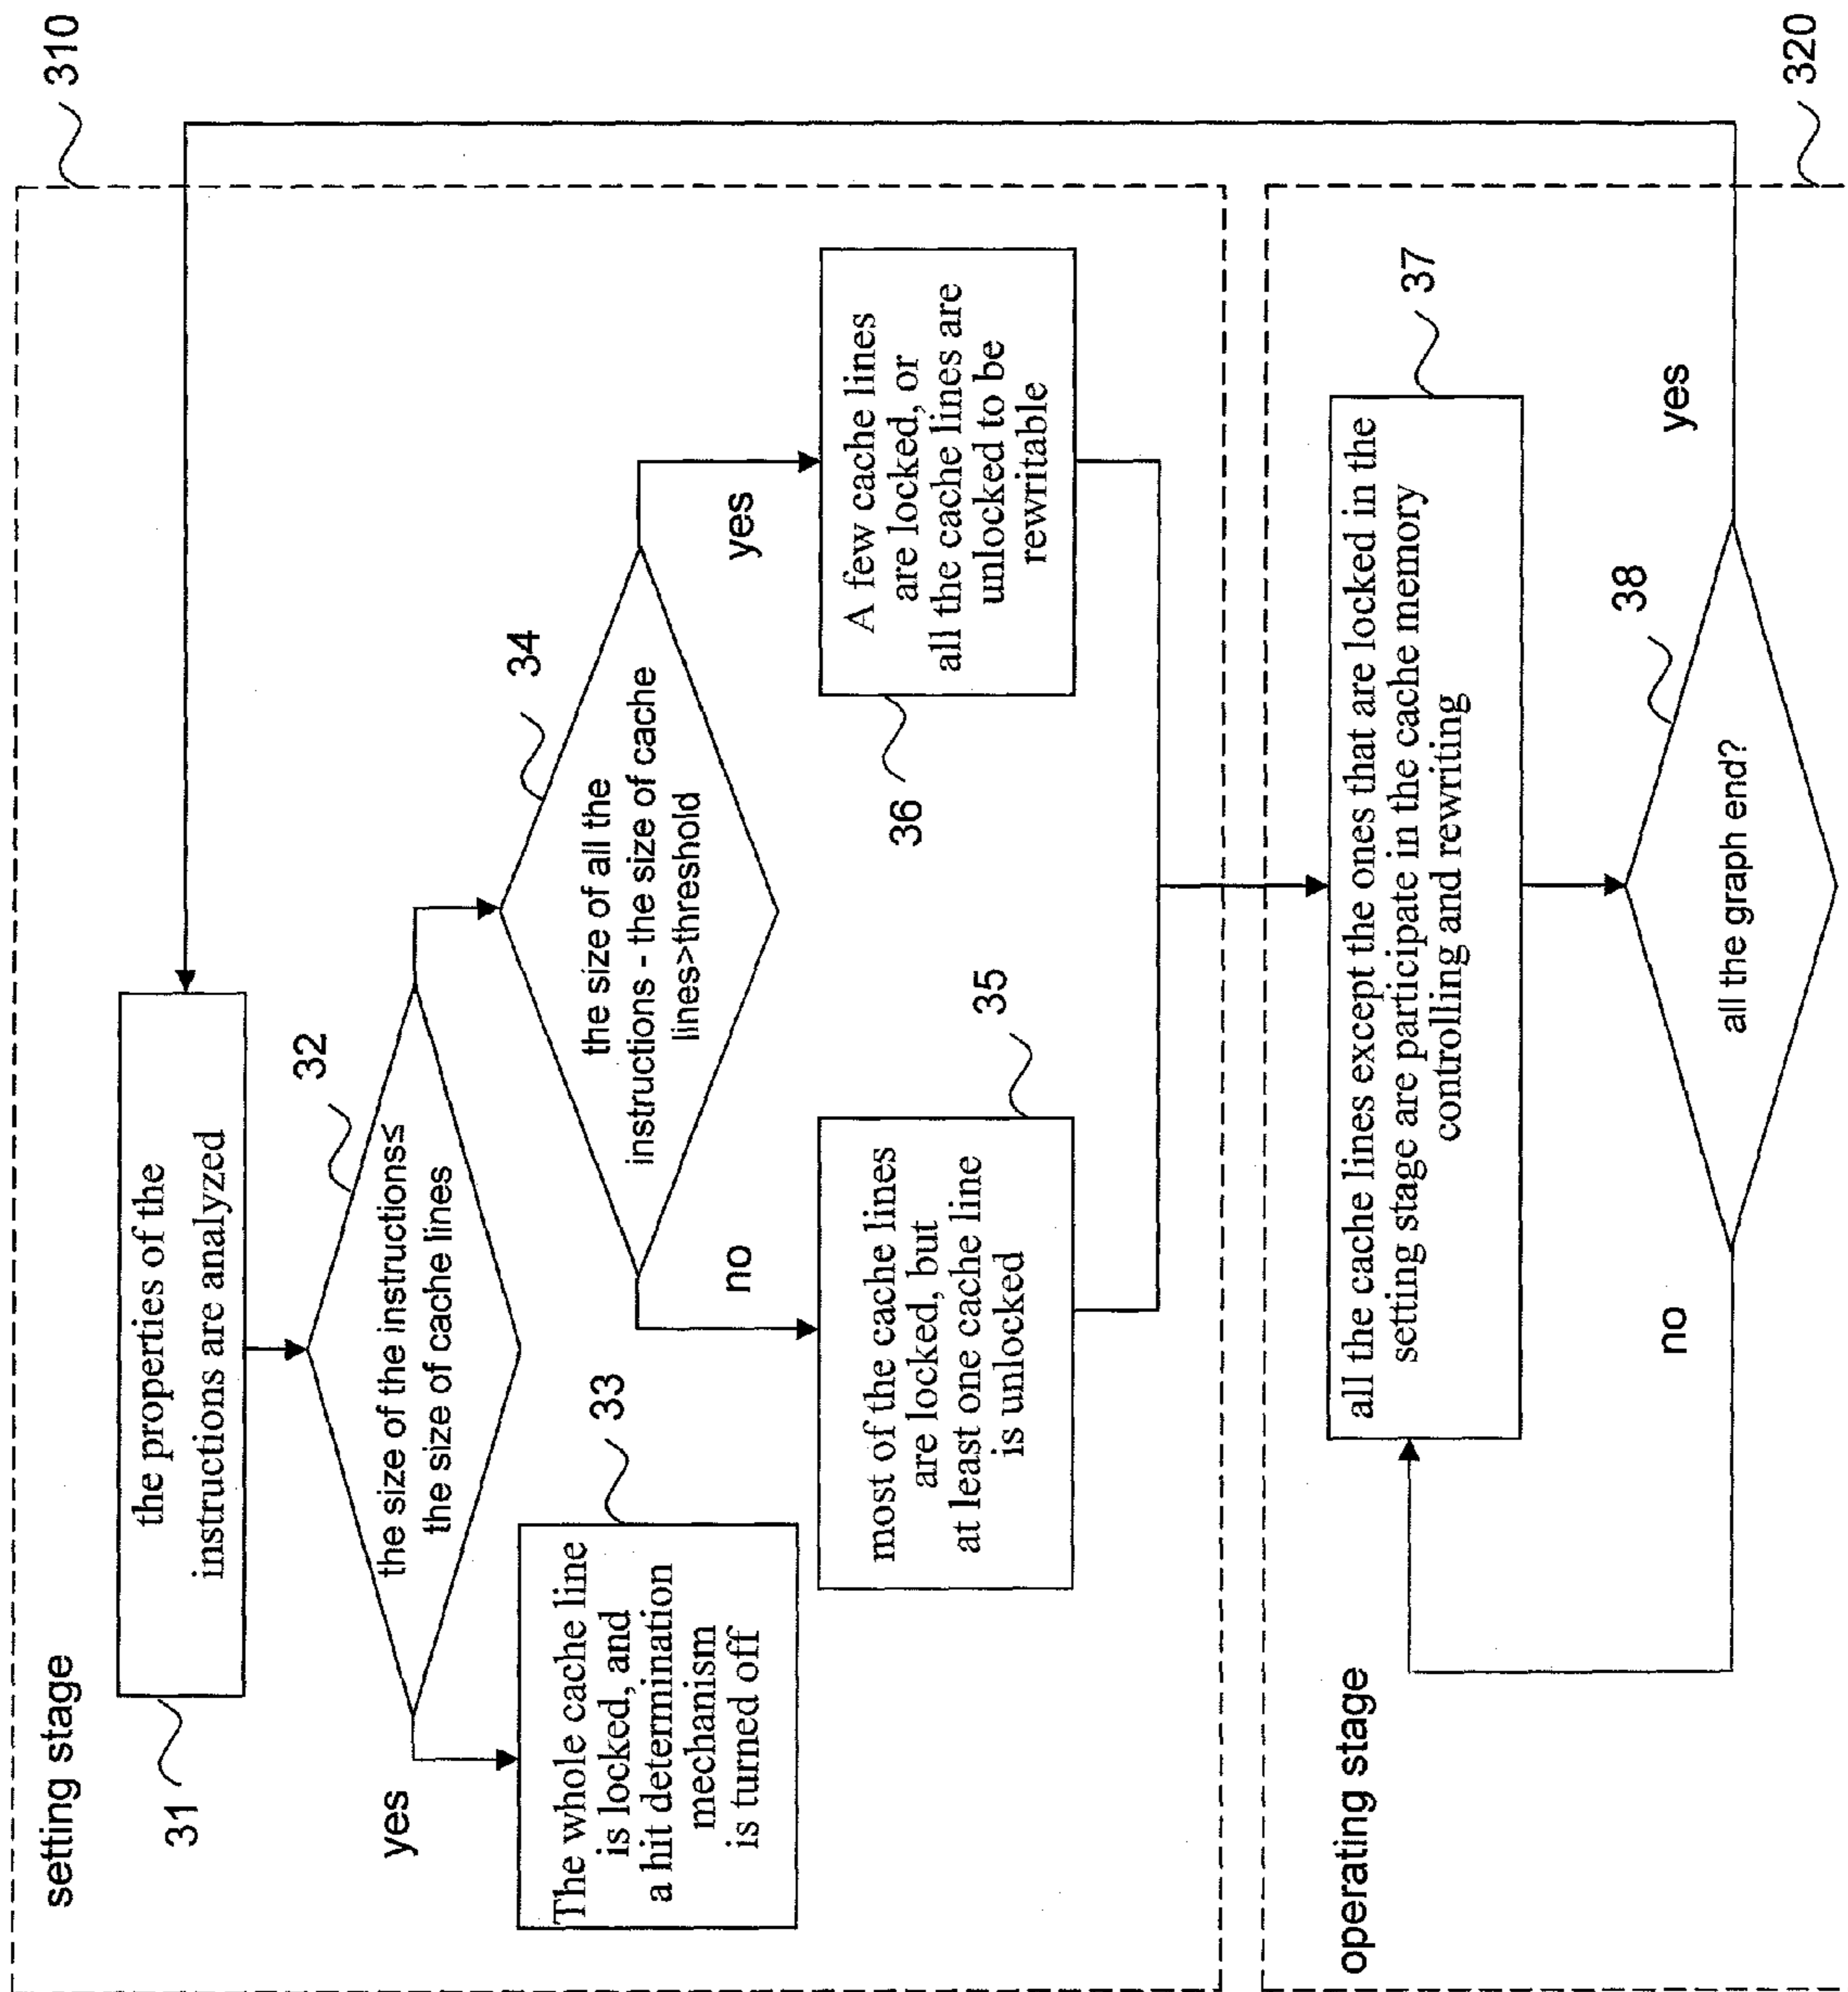 310
setting stage
31
the properties of the
instructions are analyzed
32
the size of the instructions≤
the size of cache lines
yes
33
The whole cache line
is locked, and
a hit determination
mechanism
is turned off
34
the size of all the
instructions - the size of cache
lines>threshold
no
yes
35
most of the cache lines
are locked, but
at least one cache line
is unlocked
36
A few cache lines
are locked, or
all the cache lines are
unlocked to be
rewritable
operating stage
320
37
all the cache lines except the ones that are locked in the
setting stage are participate in the cache memory
controlling and rewriting
38
all the graph end?
no
yes